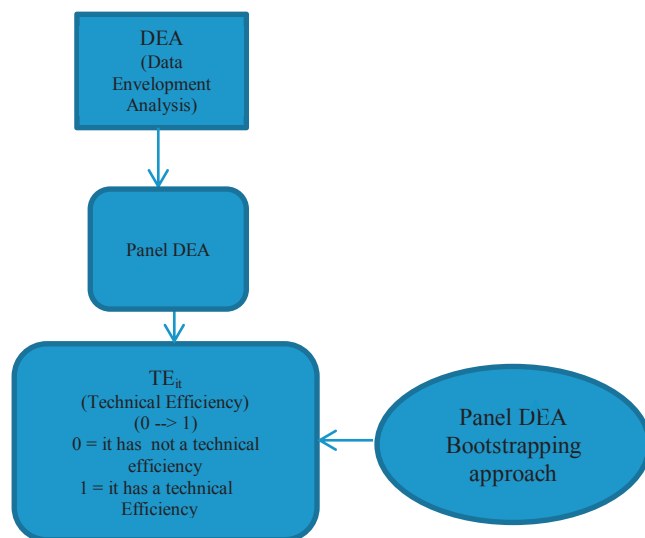 DEA
(Data
Envelopment
Analysis)
Panel DEA
TEit
(Technical Efficiency)
(0 --> 1)
0 = it has not a technical
efficiency
1 = it has a technical
Efficiency
Panel DEA
Bootstrapping
approach